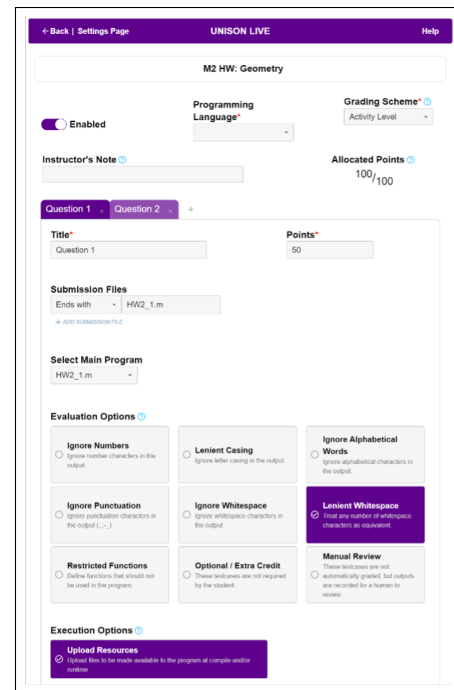 ← Back | Settings Page UNISON LIVE Help
M2 HW: Geometry
Enabled
Programming
Language*
Grading Scheme*
Activity Level
Instructor's Note
Allocated Points
100/100
Question 1 x Question 2 x +
Title* Points*
Question 1 50
Submission Files
Ends with HW2_1.m
+ ADD SUBMISSION FILE
Select Main Program
HW2_1.m
Evaluation Options
Ignore Numbers
Ignore number characters in the
output.
Lenient Casing
Ignore letter casing in the output.
Ignore Alphabetical
Words
Ignore alphabetical characters in
the output.
Ignore Punctuation
Ignore punctuation characters in
the output (, ;-_).
Ignore Whitespace
Ignore whitespace characters in
the output.
Lenient Whitespace
Treat any number of whitespace
characters as equivalent.
Restricted Functions
Define functions that should not
be used in the program.
Optional / Extra Credit
These testcases are not required
by the student.
Manual Review
These testcases are not
automatically graded, but outputs
are recorded for a human to
review.
Execution Options
Upload Resources
Upload files to be made available to
the program at compile and/or
runtime.